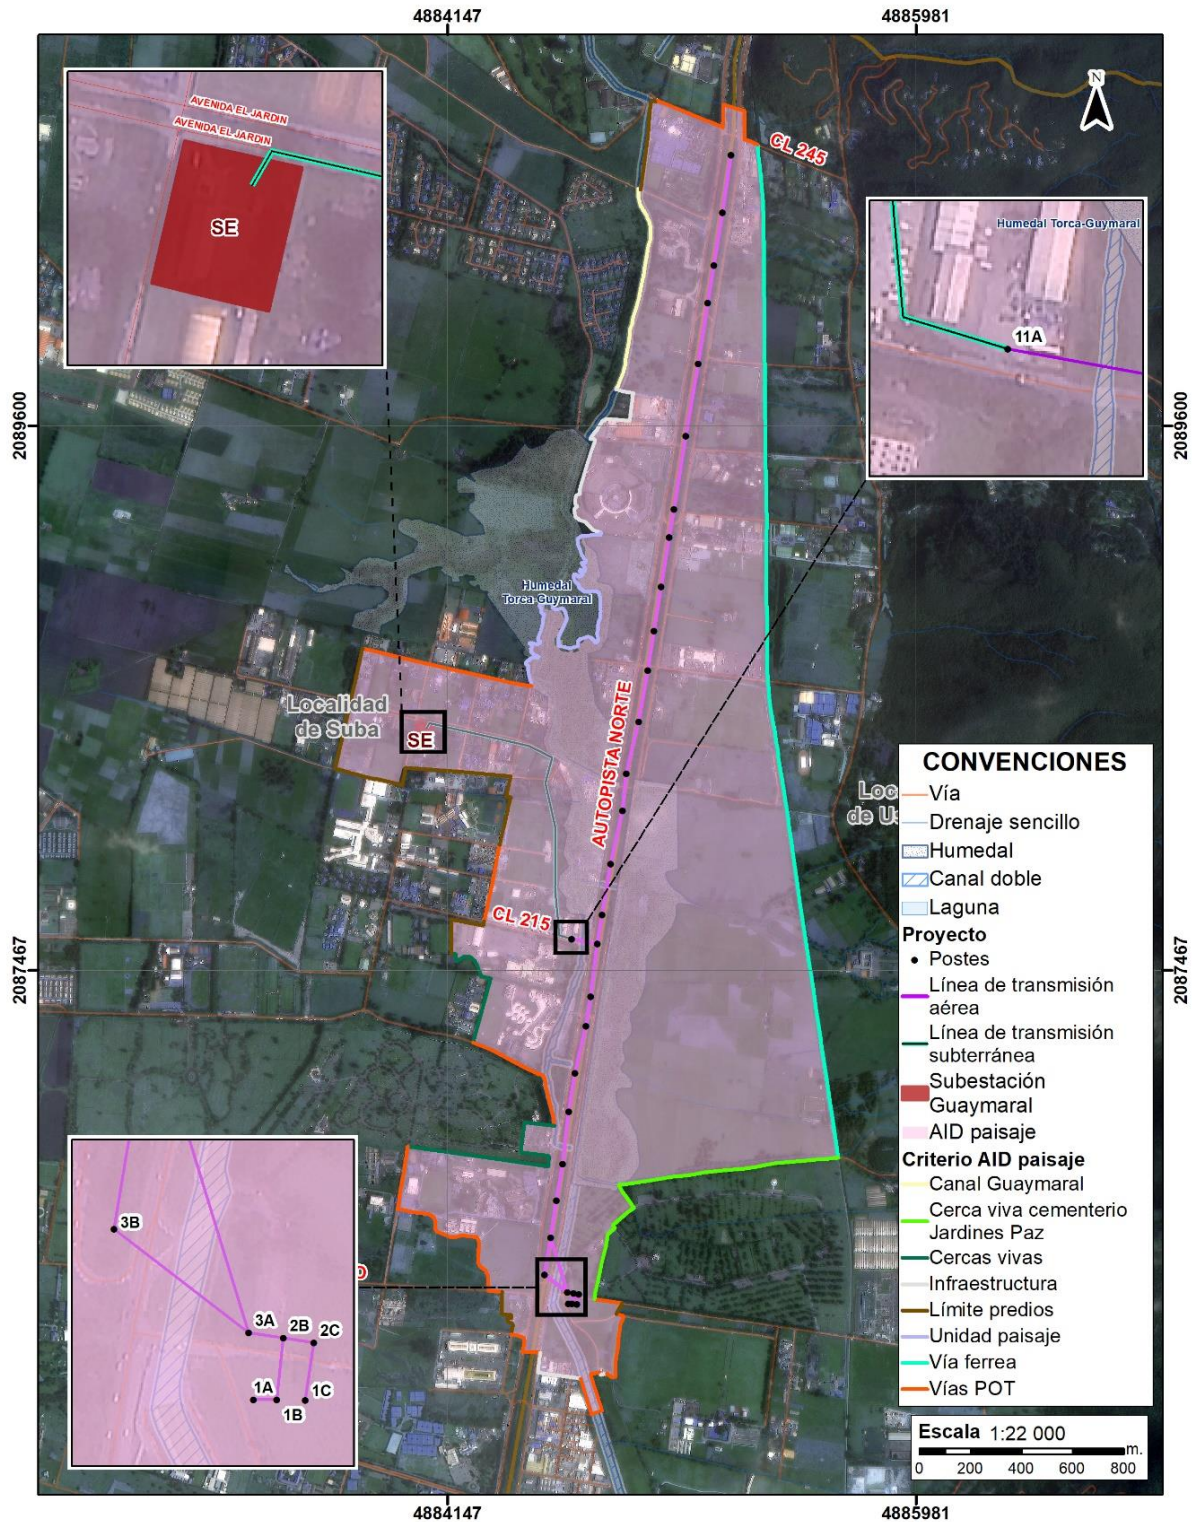 4884147
4885981
N
AVENIDA EL JARDIN
AVENIDA EL JARDIN
SE
CL 245
Humedal Torca-Guymaral
11A
2089600
2089600
Humedal
Torca-Guymaral
Localidad
de Suba
SE
AUTOPISTA NORTE
CL 215
Loc
de U
2087467
2087467
CONVENCIONES
Vía
Drenaje sencillo
Humedal
Canal doble
Laguna
Proyecto
Postes
Línea de transmisión
aérea
Línea de transmisión
subterránea
Subestación
Guaymaral
AID paisaje
Criterio AID paisaje
Canal Guaymaral
Cerca viva cementerio
Jardines Paz
Cercas vivas
Infraestructura
Límite predios
Unidad paisaje
Vía ferrea
Vías POT
3B
3A
2B
2C
1A
1B
1C
O
Escala 1:22 000
m.
0 200 400 600 800
4884147
4885981